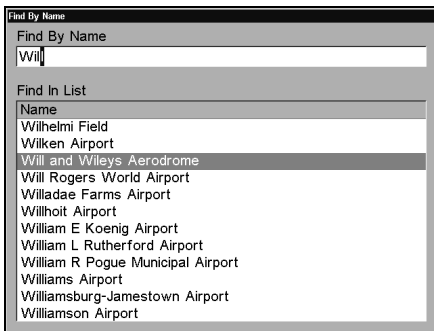 Find By Name
Find By Name
Will
Find In List
Name
Wilhelmi Field
Wilken Airport
Will and Wileys Aerodrome
Will Rogers World Airport
Willadae Farms Airport
Willhoit Airport
William E Koenig Airport
William L Rutherford Airport
William R Pogue Municipal Airport
Williams Airport
Williamsburg-Jamestown Airport
Williamson Airport